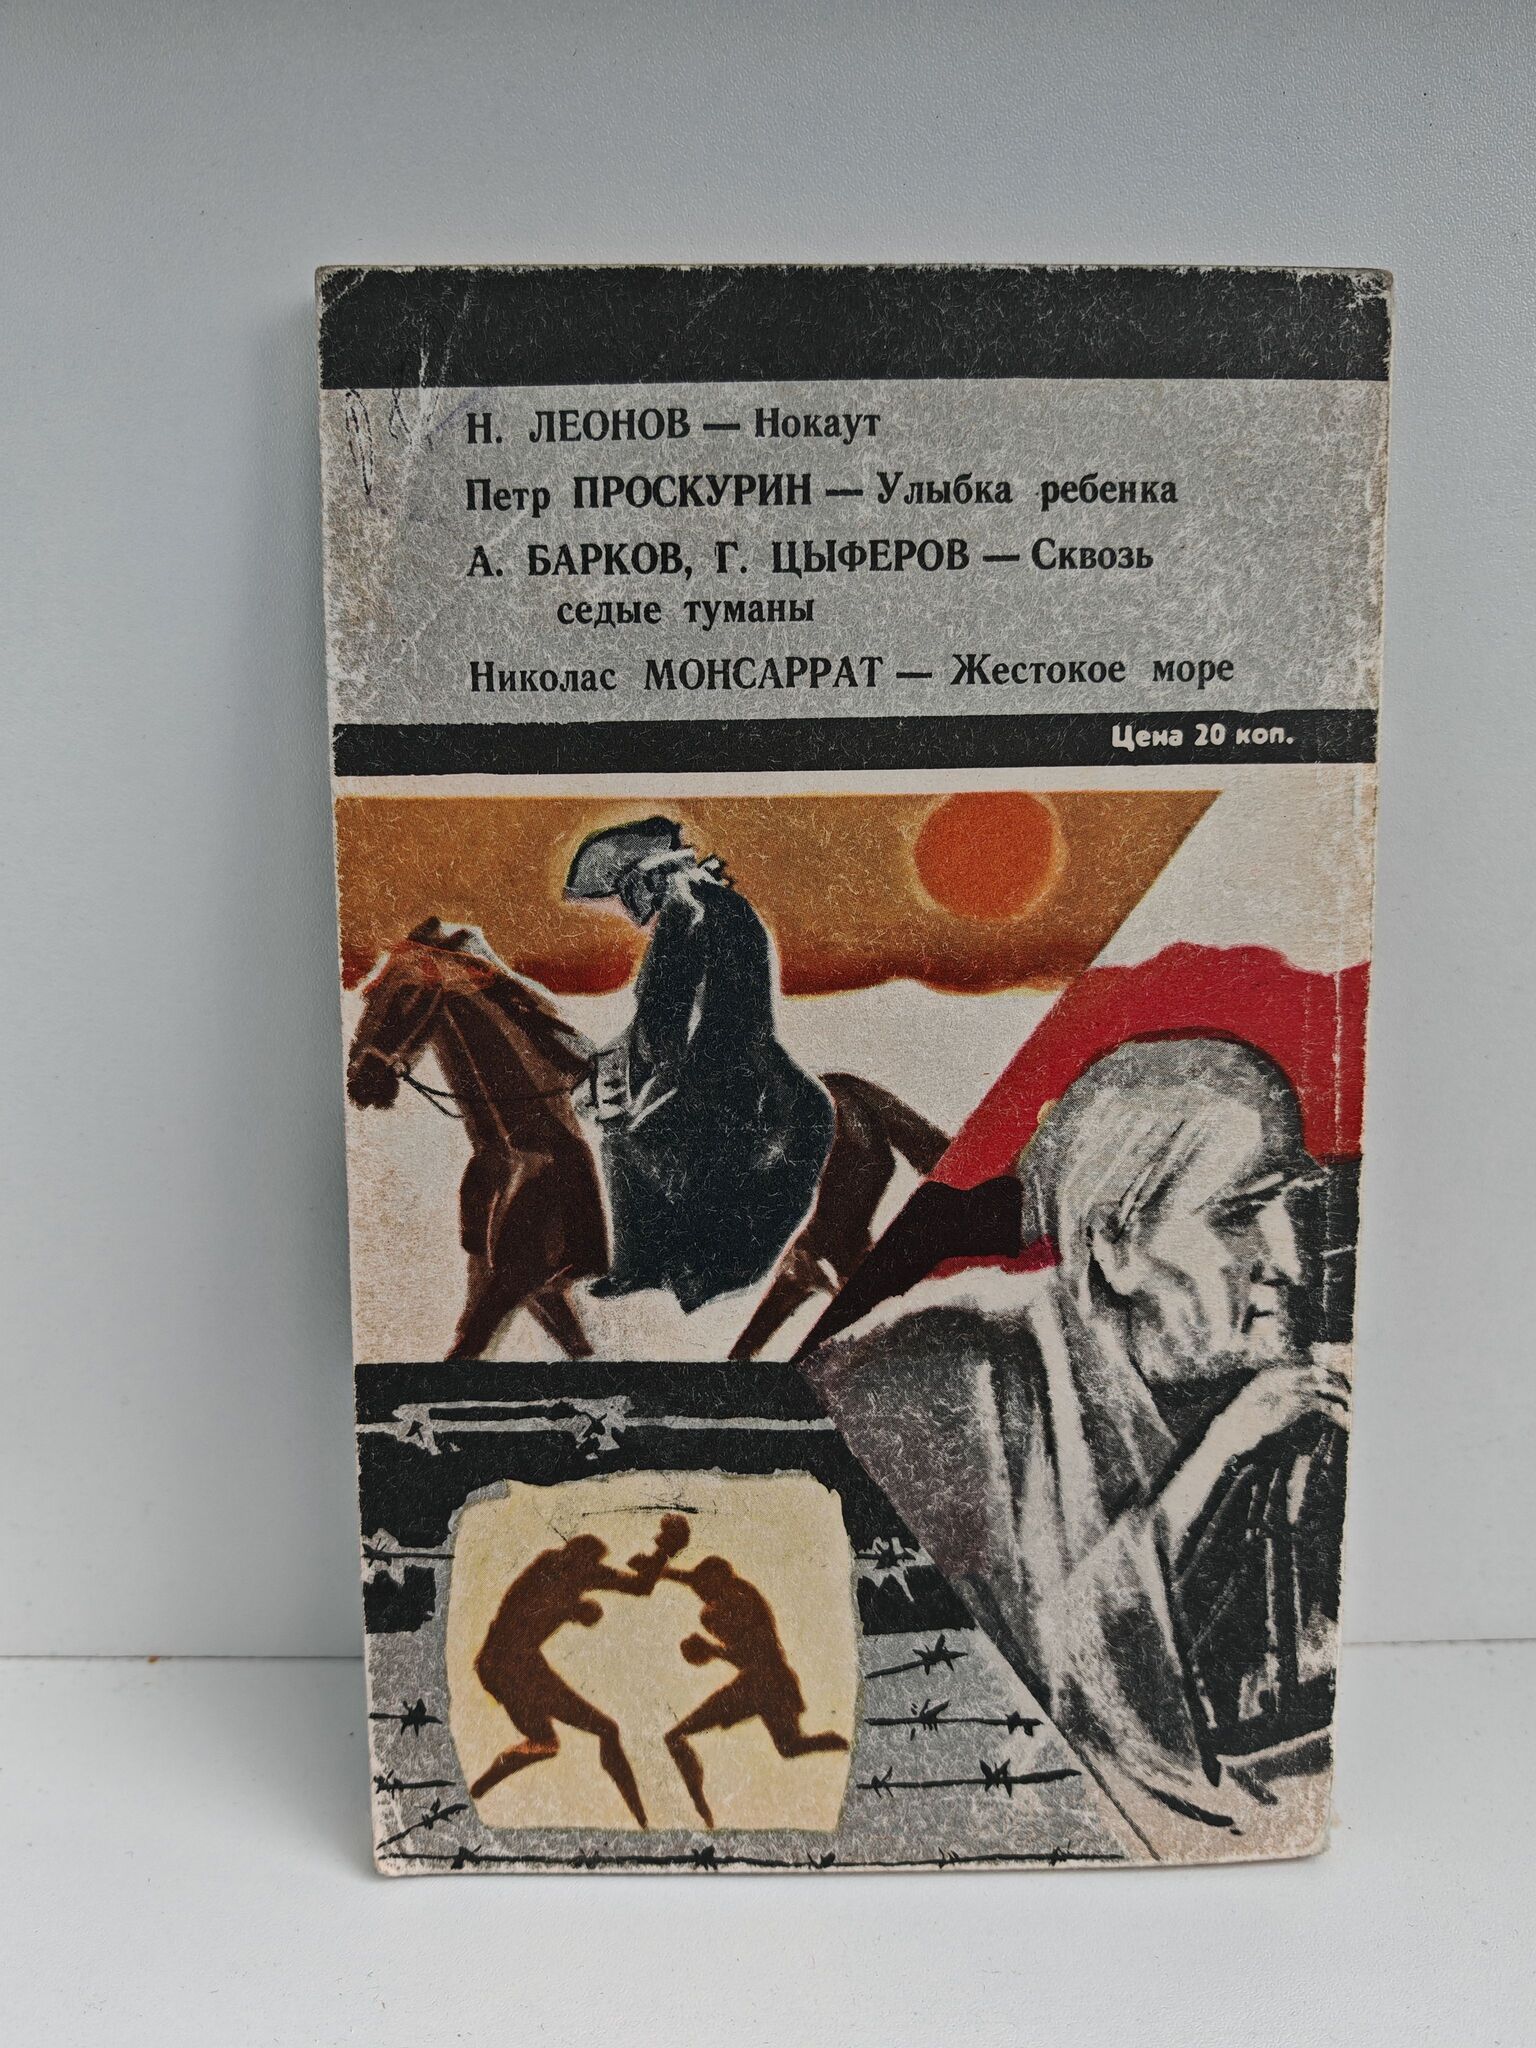 Н. ЛЕОНОВ — Нокаут
Петр ПРОСКУРИН — Улыбка ребенка
А. БАРКОВ, Г. ЦЫФЕРОВ — Сквозь
седые туманы
Николас МОНСАРРАТ — Жестокое море
Цена 20 коп.